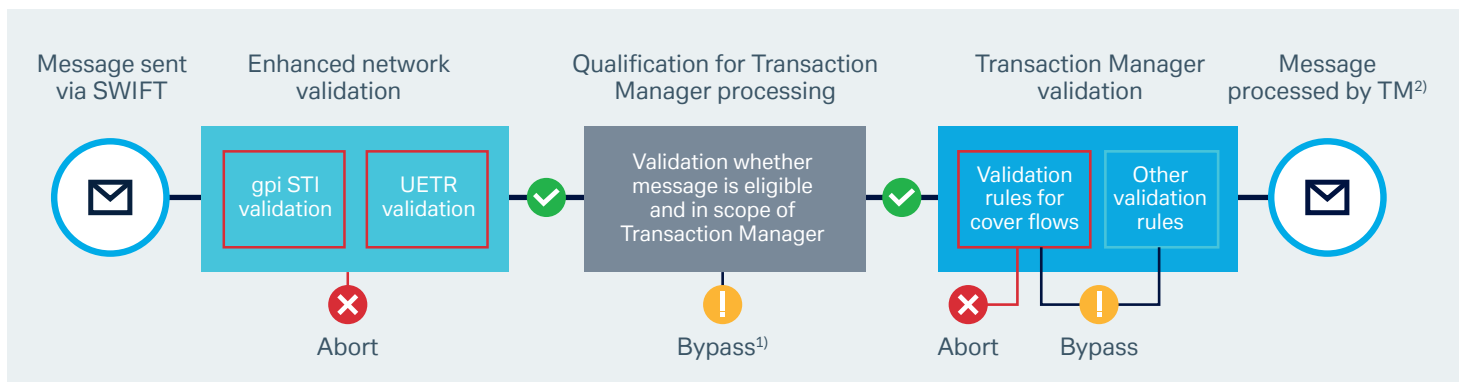 Message sent
via SWIFT
Enhanced network
validation
Qualification for Transaction
Manager processing
Transaction Manager
validation
Message
processed by TM²⁾
gpi STI
validation
UETR
validation
Validation whether
message is eligible
and in scope of
Transaction Manager
Validation
rules for
cover flows
Other
validation
rules
Abort
Bypass¹⁾
Abort
Bypass